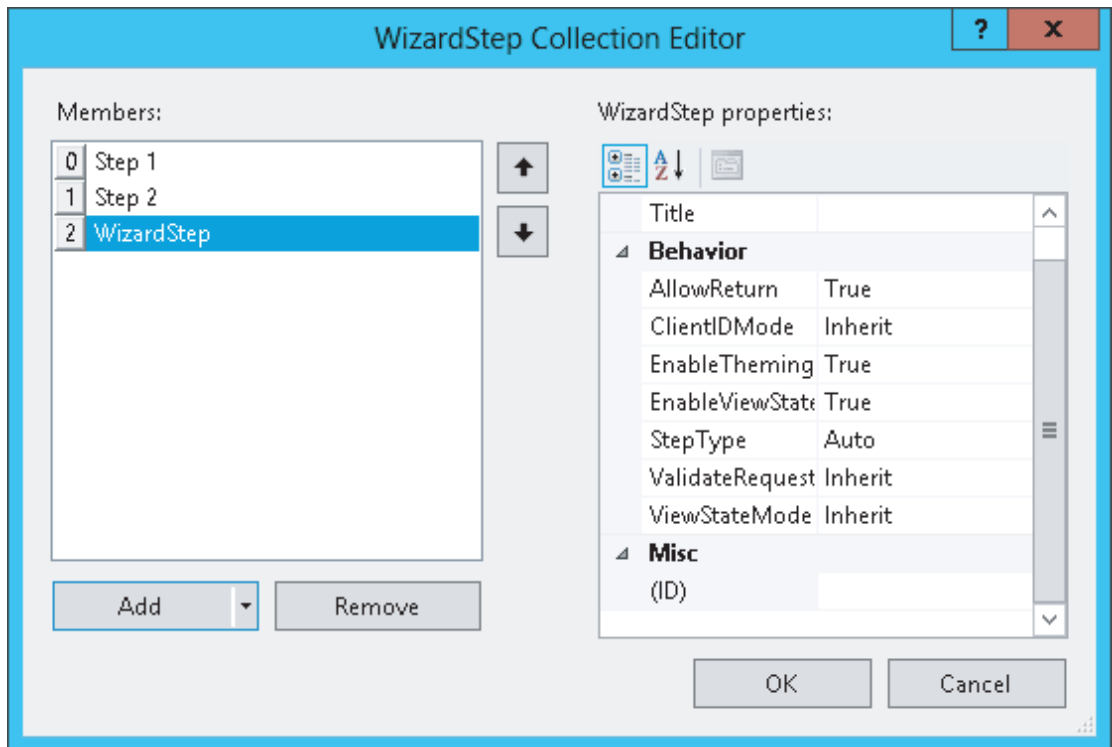 WizardStep Collection Editor
? x
Members:
0 Step 1
1 Step 2
2 WizardStep
Add
Remove
WizardStep properties:
A
Z
Title
Behavior
AllowReturn True
ClientIDMode Inherit
EnableTheming True
EnableViewState True
StepType Auto
ValidateRequest Inherit
ViewStateMode Inherit
Misc
(ID)
OK
Cancel